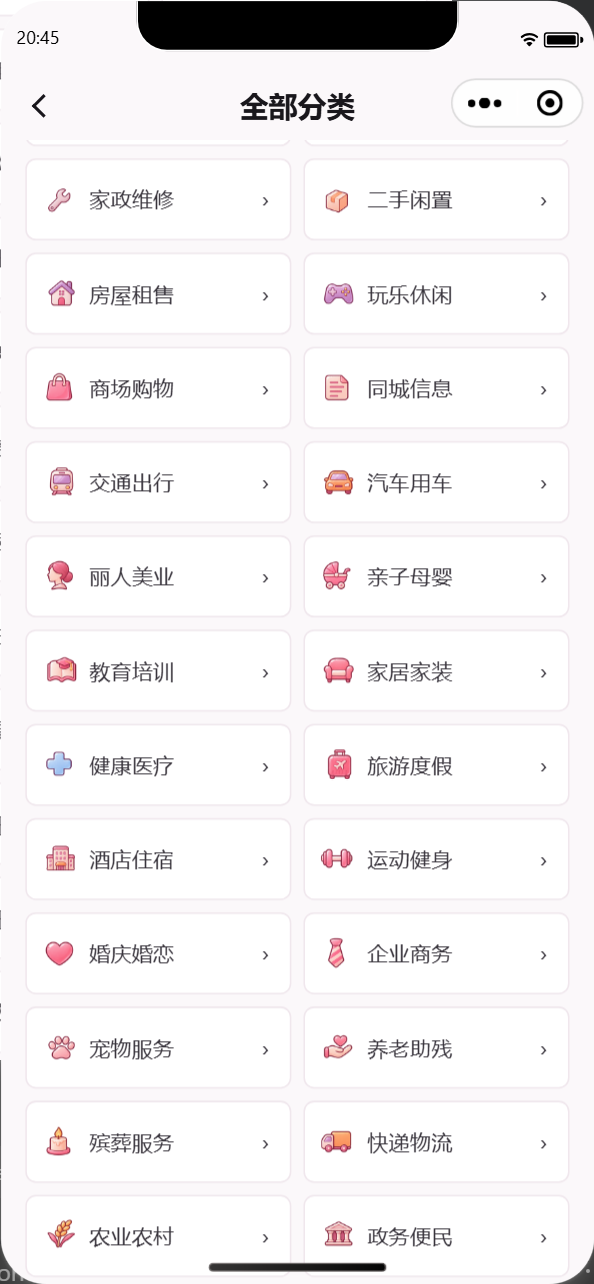 20:45
全部分类
家政维修 › 二手闲置 ›
房屋租售 › 玩乐休闲 ›
商场购物 › 同城信息 ›
交通出行 › 汽车用车 ›
丽人美业 › 亲子母婴 ›
教育培训 › 家居家装 ›
健康医疗 › 旅游度假 ›
酒店住宿 › 运动健身 ›
婚庆婚恋 › 企业商务 ›
宠物服务 › 养老助残 ›
殡葬服务 › 快递物流 ›
农业农村 › 政务便民 ›